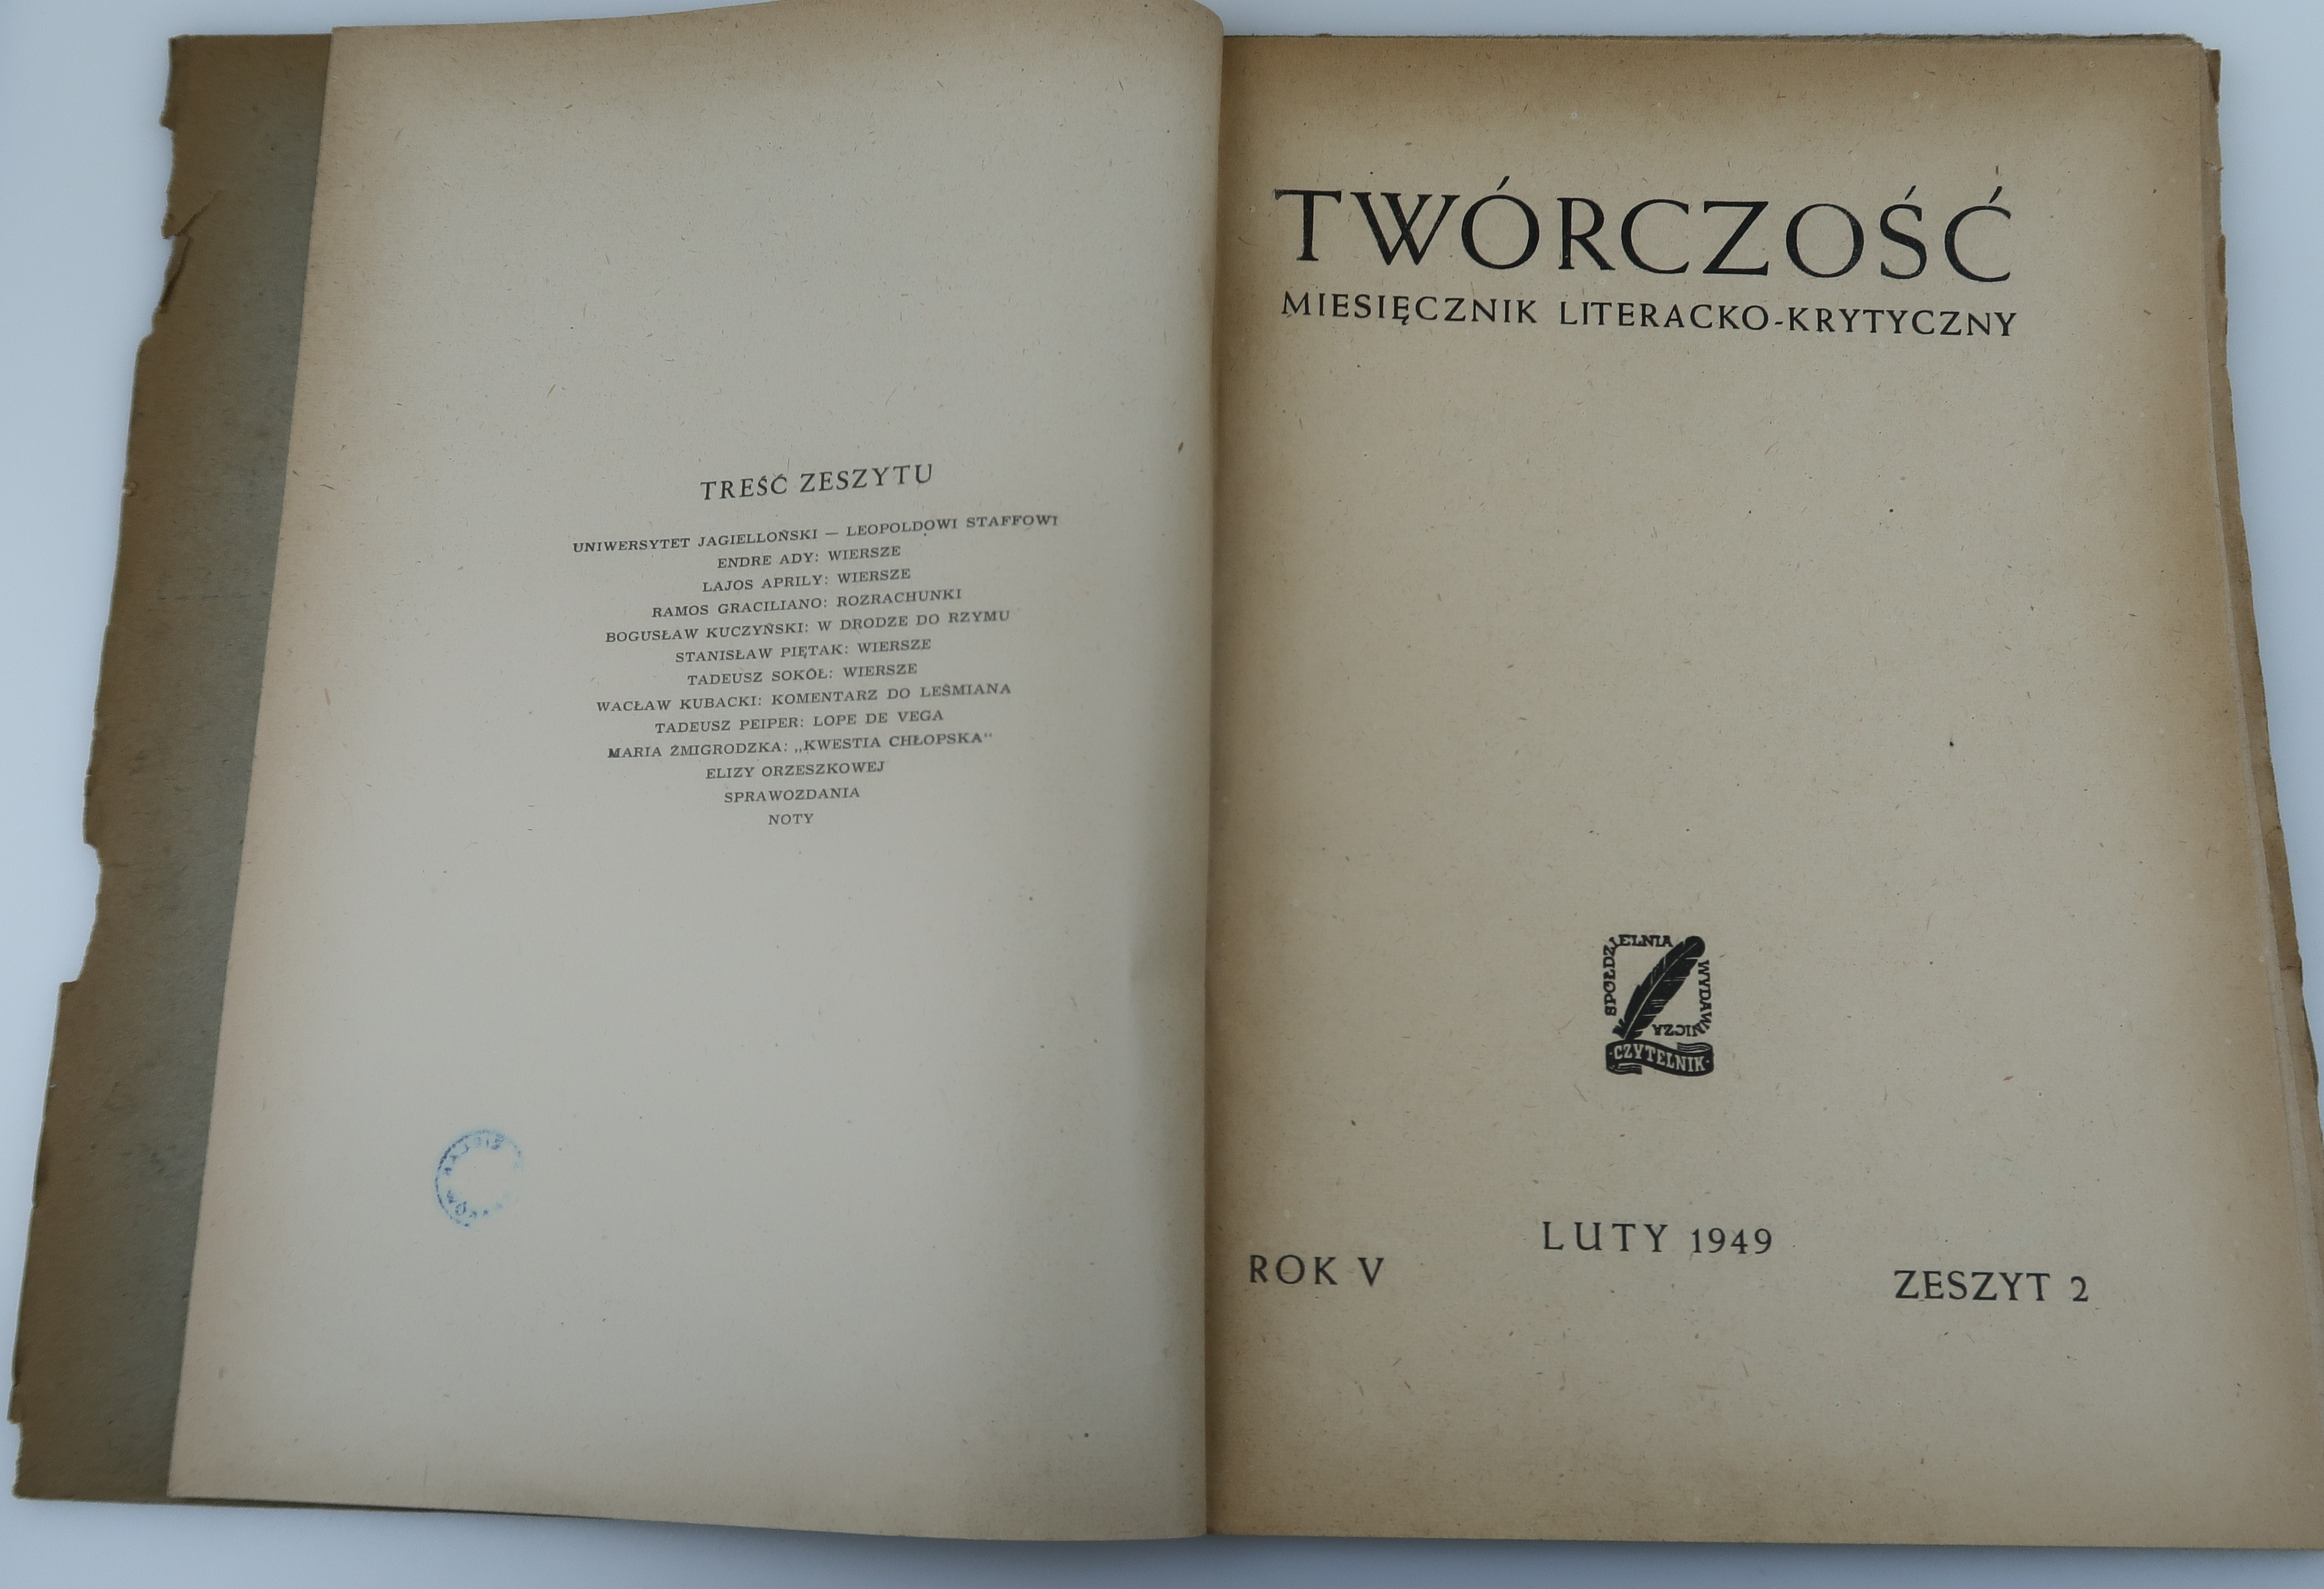 TREŚĆ ZESZYTU
UNIWERSYTET JAGIELLOŃSKI — LEOPOLDOWI STAFFOWI
ENDRE ADY: WIERSZE
LAJOS APRILY: WIERSZE
RAMOS GRACILIANO: ROZRACHUNKI
BOGUSŁAW KUCZYŃSKI: W DRODZE DO RZYMU
STANISŁAW PIĘTAK: WIERSZE
TADEUSZ SOKÓŁ: WIERSZE
WACŁAW KUBACKI: KOMENTARZ DO LEŚMIANA
TADEUSZ PEIPER: LOPE DE VEGA
MARIA ŻMIGRODZKA: „KWESTIA CHŁOPSKA“
ELIZY ORZESZKOWEJ
SPRAWOZDANIA
NOTY
TWÓRCZOŚĆ
MIESIĘCZNIK LITERACKO-KRYTYCZNY
SPÓŁDZIELNIA
WYDAWNICZA
CZYTELNIK
LUTY 1949
ROK V
ZESZYT 2